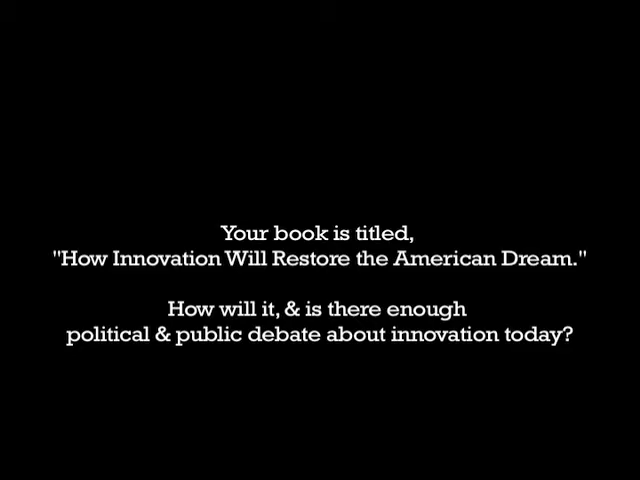 Your book is titled,
"How Innovation Will Restore the American Dream."
How will it, & is there enough
political & public debate about innovation today?